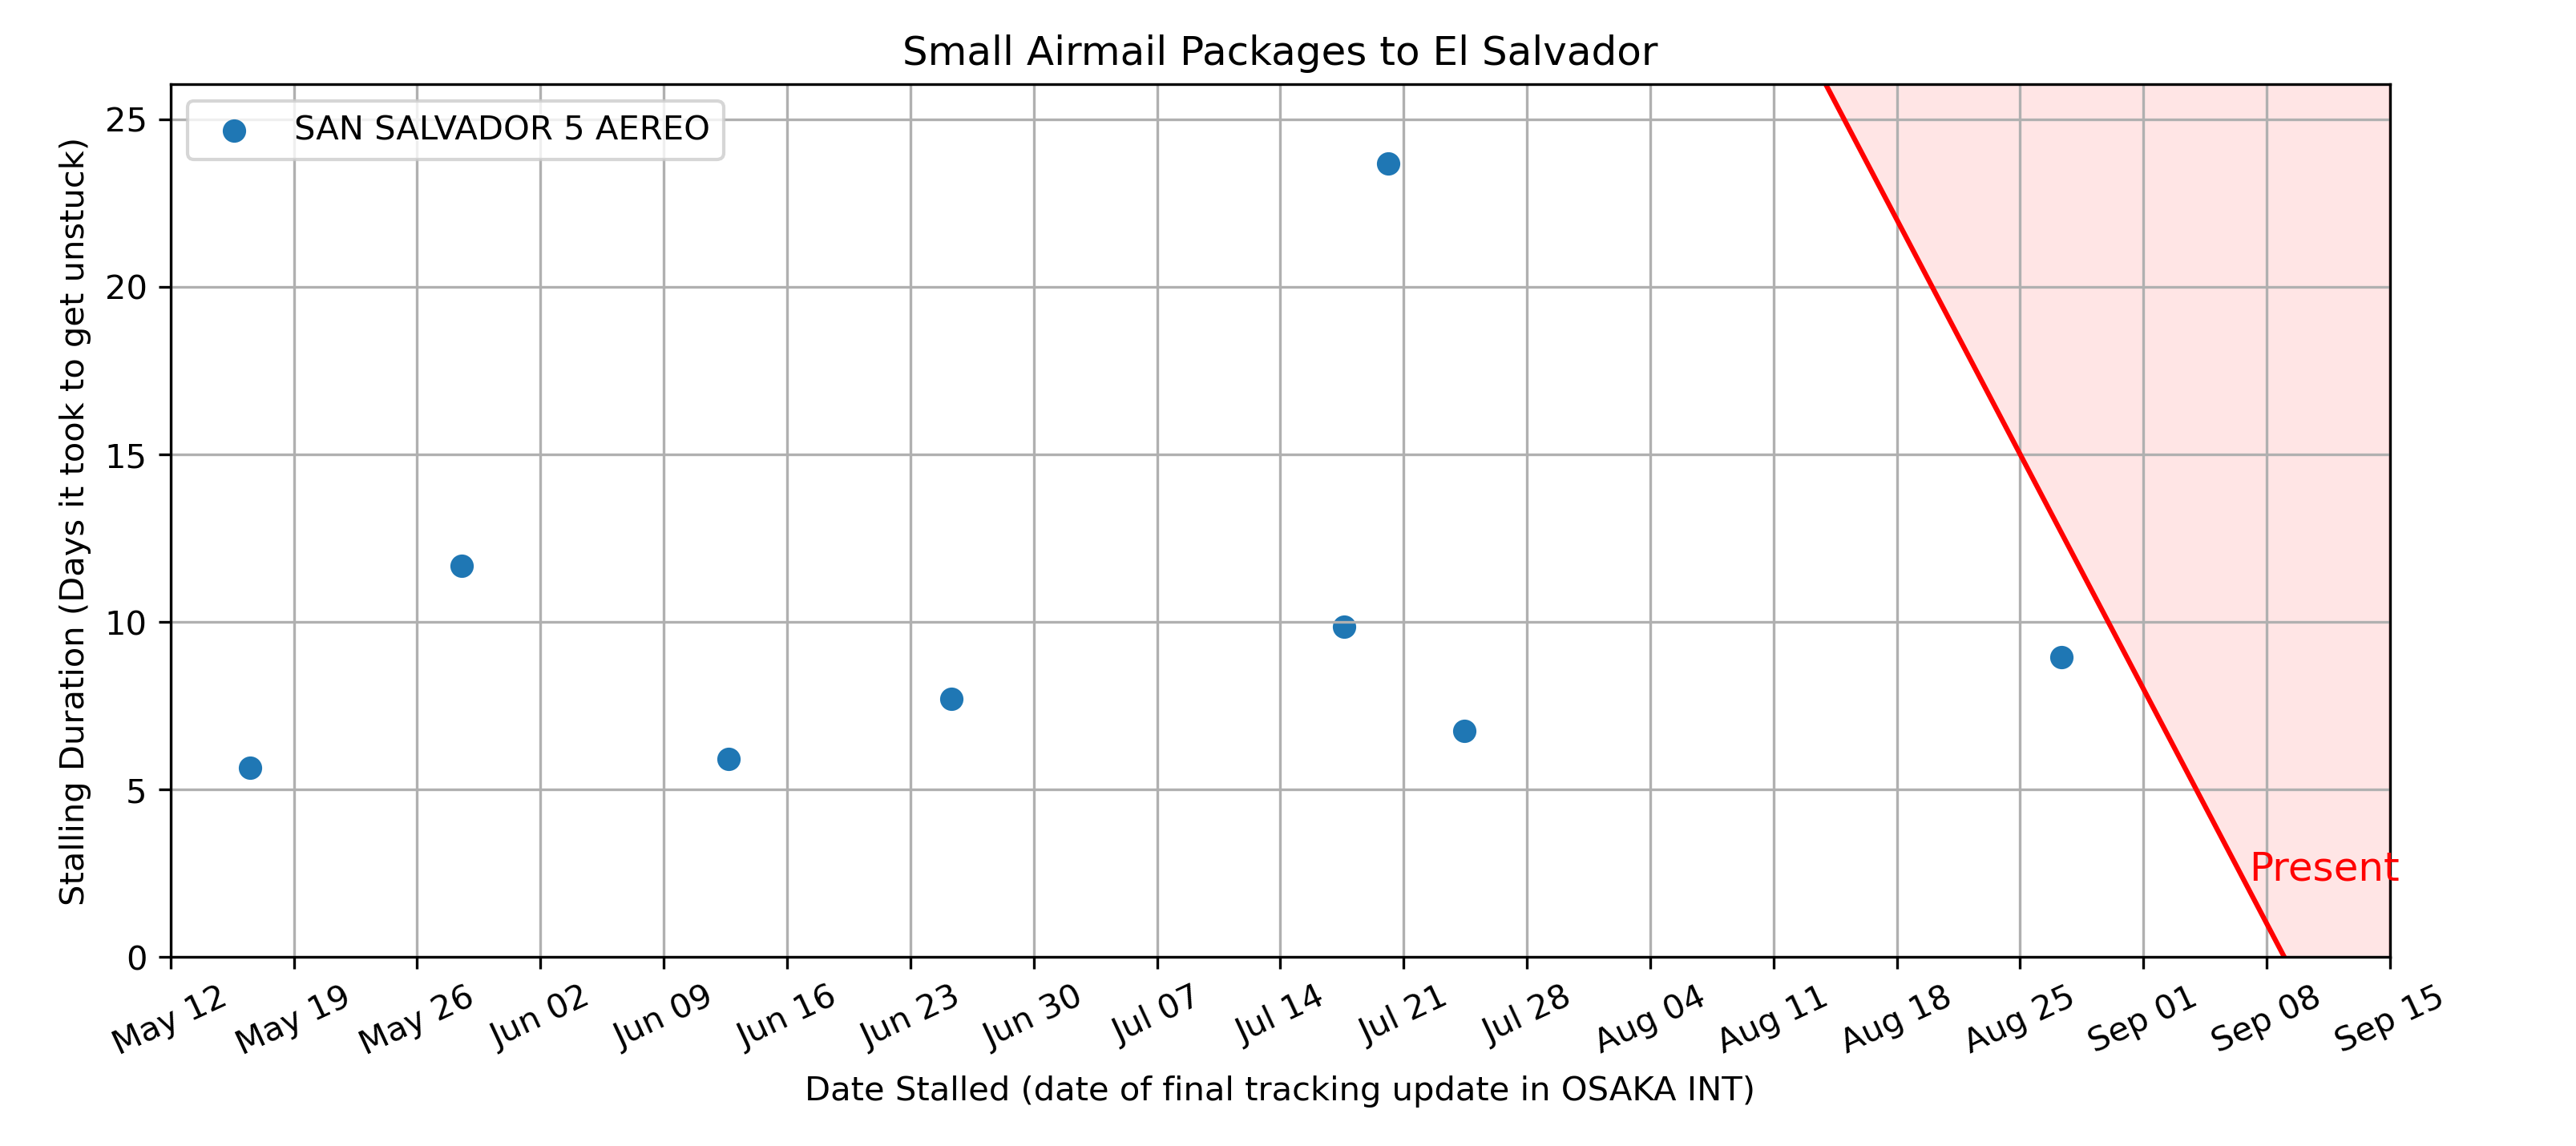 Small Airmail Packages to El Salvador
SAN SALVADOR 5 AEREO
Stalling Duration (Days it took to get unstuck)
25
20
15
10
5
0
Present
May 12
May 19
May 26
Jun 02
Jun 09
Jun 16
Jun 23
Jun 30
Jul 07
Jul 14
Jul 21
Jul 28
Aug 04
Aug 11
Aug 18
Aug 25
Sep 01
Sep 08
Sep 15
Date Stalled (date of final tracking update in OSAKA INT)